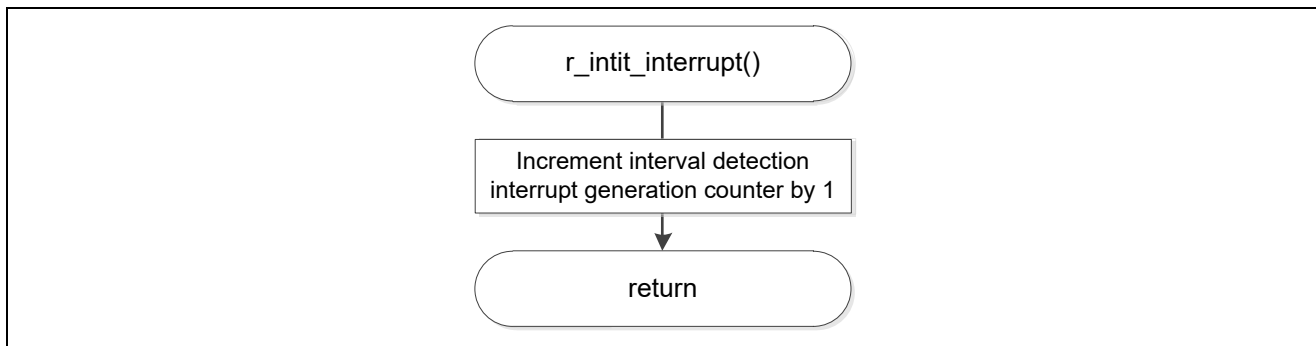 r_intit_interrupt()
Increment interval detection
interrupt generation counter by 1
return